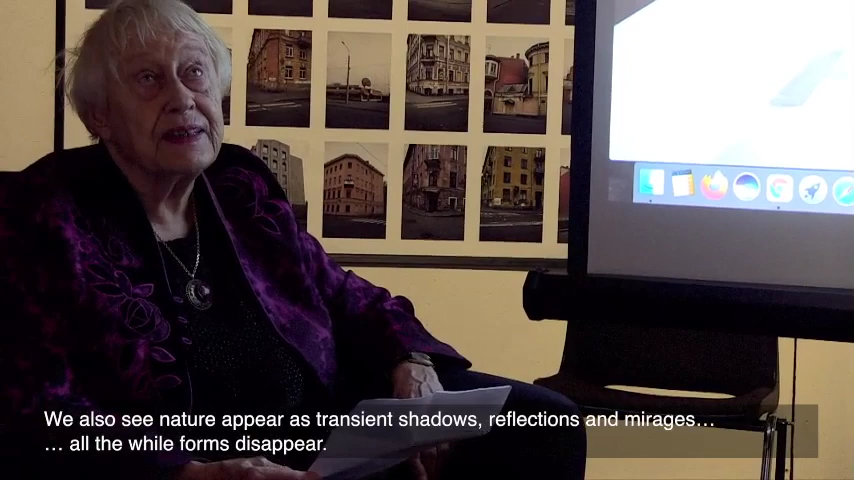 We also see nature appear as transient shadows, reflections and mirages…
… all the while forms disappear.